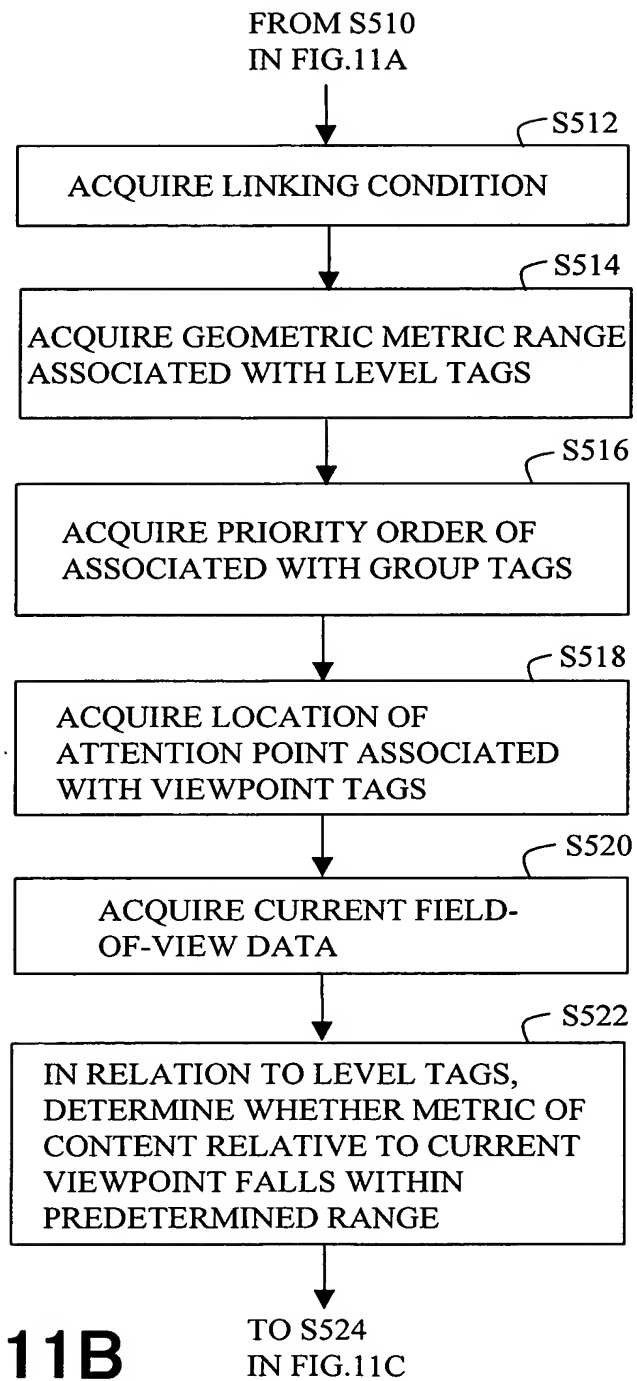 FROM S510
IN FIG.11A
S512
ACQUIRE LINKING CONDITION
S514
ACQUIRE GEOMETRIC METRIC RANGE
ASSOCIATED WITH LEVEL TAGS
S516
ACQUIRE PRIORITY ORDER OF
ASSOCIATED WITH GROUP TAGS
S518
ACQUIRE LOCATION OF
ATTENTION POINT ASSOCIATED
WITH VIEWPOINT TAGS
S520
ACQUIRE CURRENT FIELD-
OF-VIEW DATA
S522
IN RELATION TO LEVEL TAGS,
DETERMINE WHETHER METRIC OF
CONTENT RELATIVE TO CURRENT
VIEWPOINT FALLS WITHIN
PREDETERMINED RANGE
TO S524
IN FIG.11C
11B